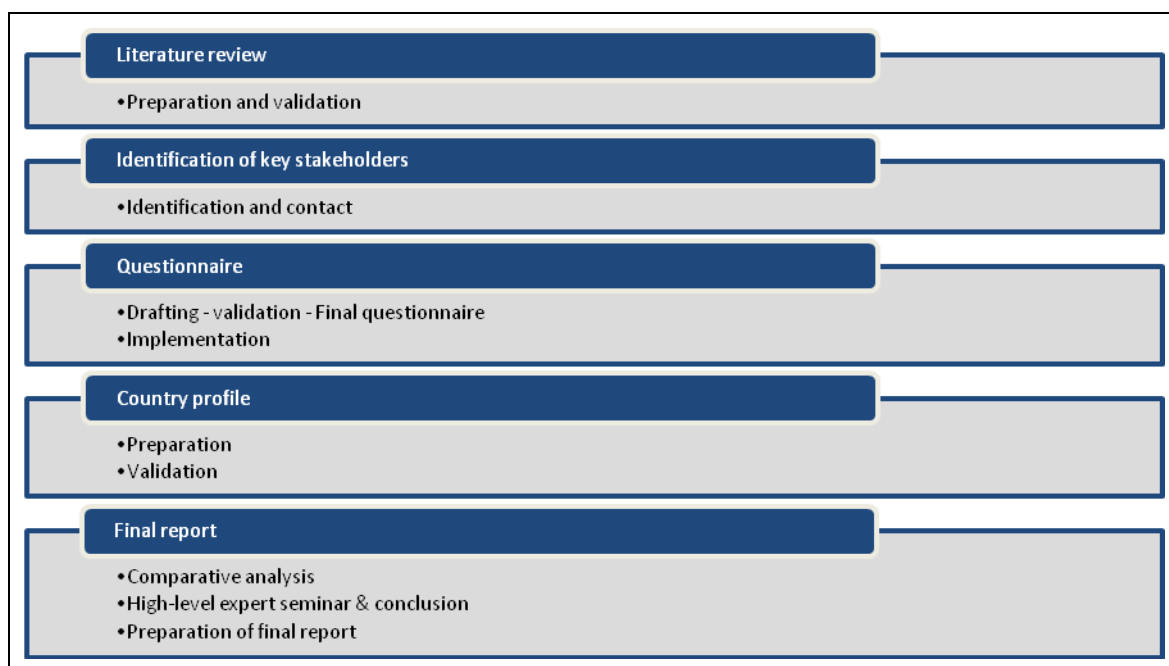 Literature review
•Preparation and validation
Identification of key stakeholders
•Identification and contact
Questionnaire
•Drafting - validation - Final questionnaire
•Implementation
Country profile
•Preparation
•Validation
Final report
•Comparative analysis
•High-level expert seminar & conclusion
•Preparation of final report